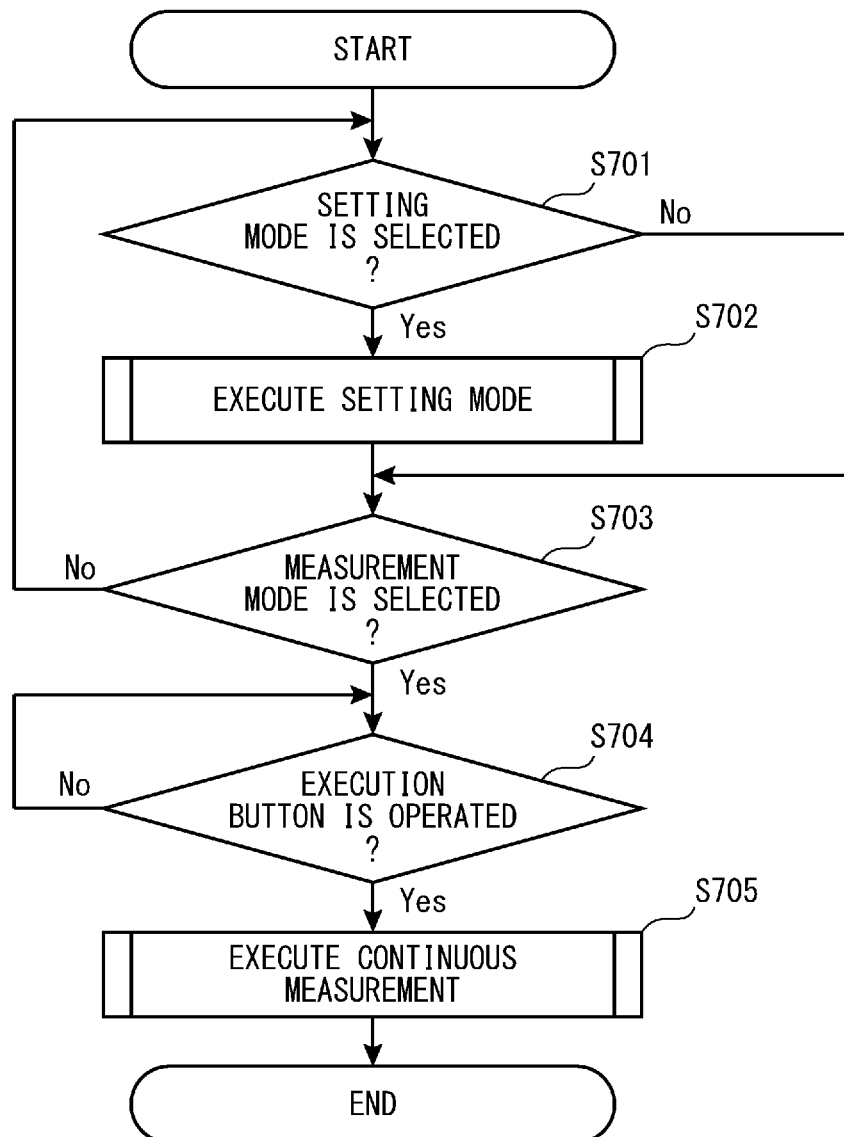 START
S701
SETTING
MODE IS SELECTED
?
No
Yes
S702
EXECUTE SETTING MODE
S703
MEASUREMENT
MODE IS SELECTED
?
No
Yes
S704
EXECUTION
BUTTON IS OPERATED
?
No
Yes
S705
EXECUTE CONTINUOUS
MEASUREMENT
END